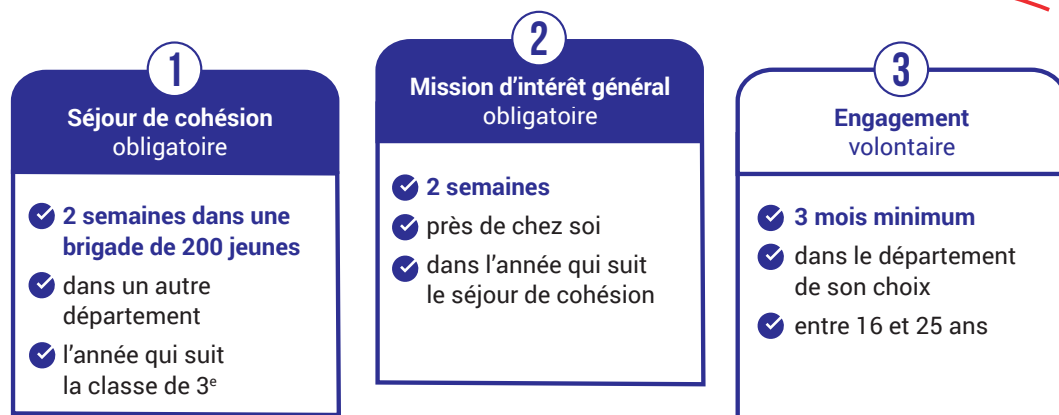 1
Séjour de cohésion
obligatoire
2 semaines dans une
brigade de 200 jeunes
dans un autre
département
l'année qui suit
la classe de 3ᵉ
2
Mission d'intérêt général
obligatoire
2 semaines
près de chez soi
dans l'année qui suit
le séjour de cohésion
3
Engagement
volontaire
3 mois minimum
dans le département
de son choix
entre 16 et 25 ans